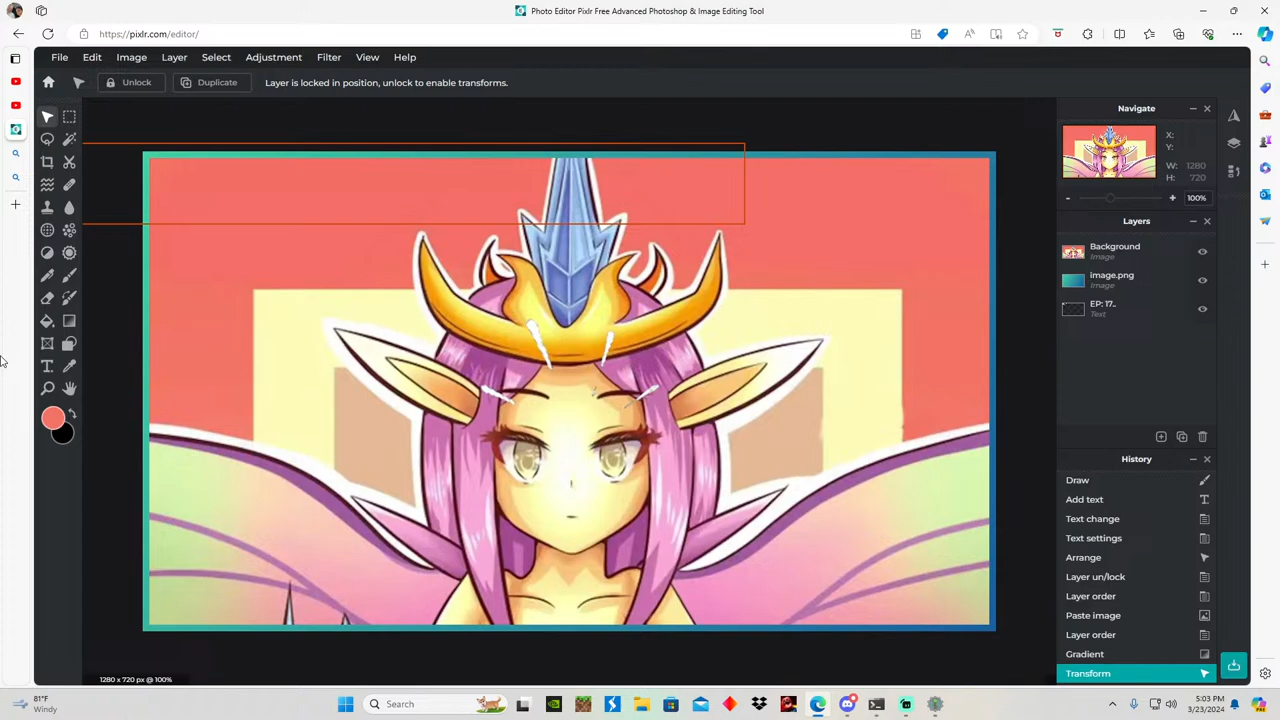 Photo Editor Pixlr Free Advanced Photoshop & Image Editing Tool
https://pixlr.com/editor/
File Edit Image Layer Select Adjustment Filter View Help
Unlock Duplicate Layer is locked in position, unlock to enable transforms.
Navigate
X:
Y:
W: 1280
H: 720
- + 100%
Layers
Background
Image
image.png
Image
EP: 17..
Text
History
Draw
Add text
Text change
Text settings
Arrange
Layer un/lock
Layer order
Paste image
Layer order
Gradient
Transform
1280 x 720 px @ 100%
81°F
Windy
Search
5:03 PM
3/23/2024